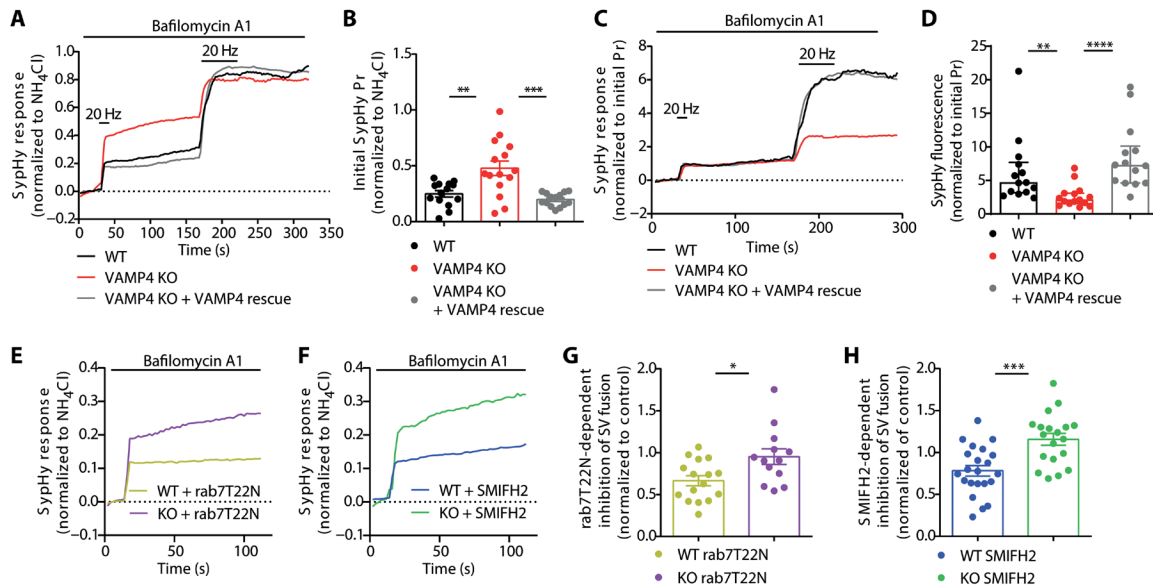 A
Bafilomycin A1
SypHy response
(normalized to NH4Cl)
1.0
0.8
0.6
0.4
0.2
0.0
−0.2
20 Hz
20 Hz
0 50 100 150 200 250 300 350
Time (s)
WT
VAMP4 KO
VAMP4 KO + VAMP4 rescue
B
Initial SypHy Pr
(normalized to NH4Cl)
1.5
1.0
0.5
0.0
** ***
WT
VAMP4 KO
VAMP4 KO
+ VAMP4 rescue
C
Bafilomycin A1
SypHy response
(normalized to initial Pr)
8
6
4
2
0
−2
20 Hz
20 Hz
0 100 200 300
Time (s)
WT
VAMP4 KO
VAMP4 KO + VAMP4 rescue
D
SypHy fluorescence
(normalized to initial Pr)
25
20
15
10
5
0
** ****
WT
VAMP4 KO
VAMP4 KO
+ VAMP4 rescue
E
Bafilomycin A1
SypHy response
(normalized to NH4Cl)
0.4
0.3
0.2
0.1
0.0
−0.1
WT + rab7T22N
KO + rab7T22N
0 50 100
Time (s)
F
Bafilomycin A1
SypHy response
(normalized to NH4Cl)
0.4
0.3
0.2
0.1
0.0
−0.1
WT + SMIFH2
KO + SMIFH2
0 50 100
Time (s)
G
rab7T22N-dependent
inhibition of SV fusion
(normalized to control)
2.0
1.5
1.0
0.5
0.0
*
WT rab7T22N
KO rab7T22N
H
SMIFH2-dependent
inhibition of SV fusion
(normalized of control)
2.0
1.5
1.0
0.5
0.0
***
WT SMIFH2
KO SMIFH2